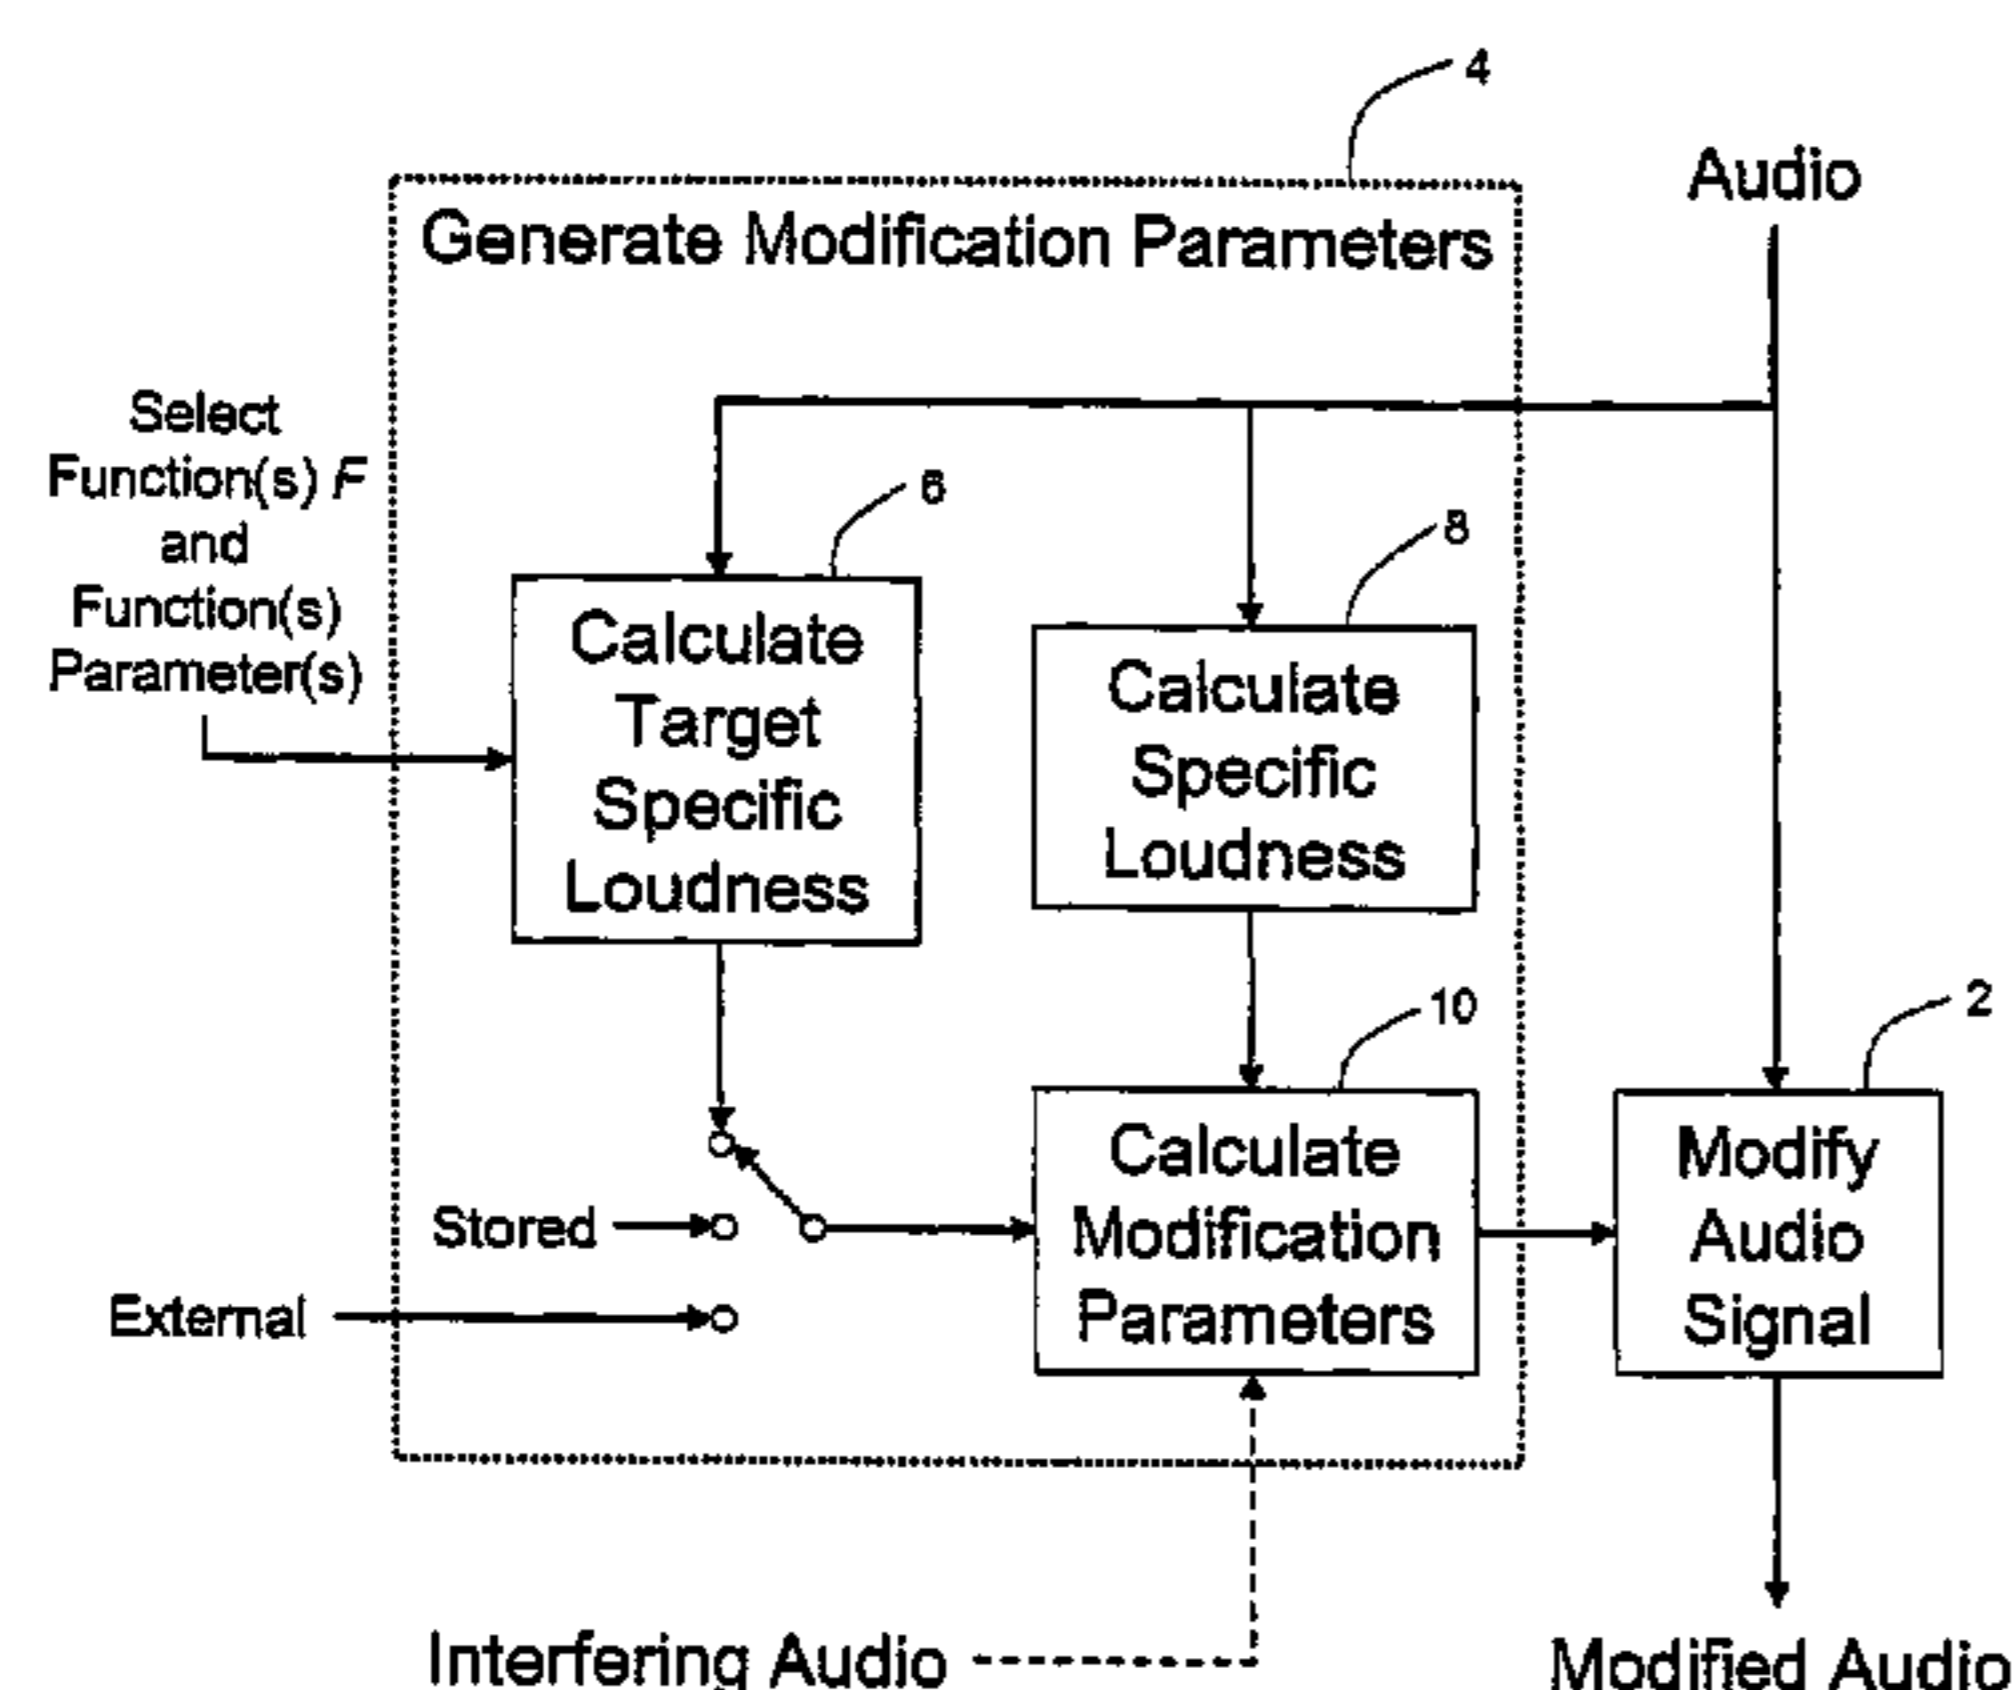 4
Audio
Generate Modification Parameters
Select
Function(s) F
and
Function(s)
Parameter(s)
6
8
Calculate
Target
Specific
Loudness
Calculate
Specific
Loudness
10
2
Calculate
Modification
Parameters
Modify
Audio
Signal
Stored
External
Interfering Audio
Modified Audio